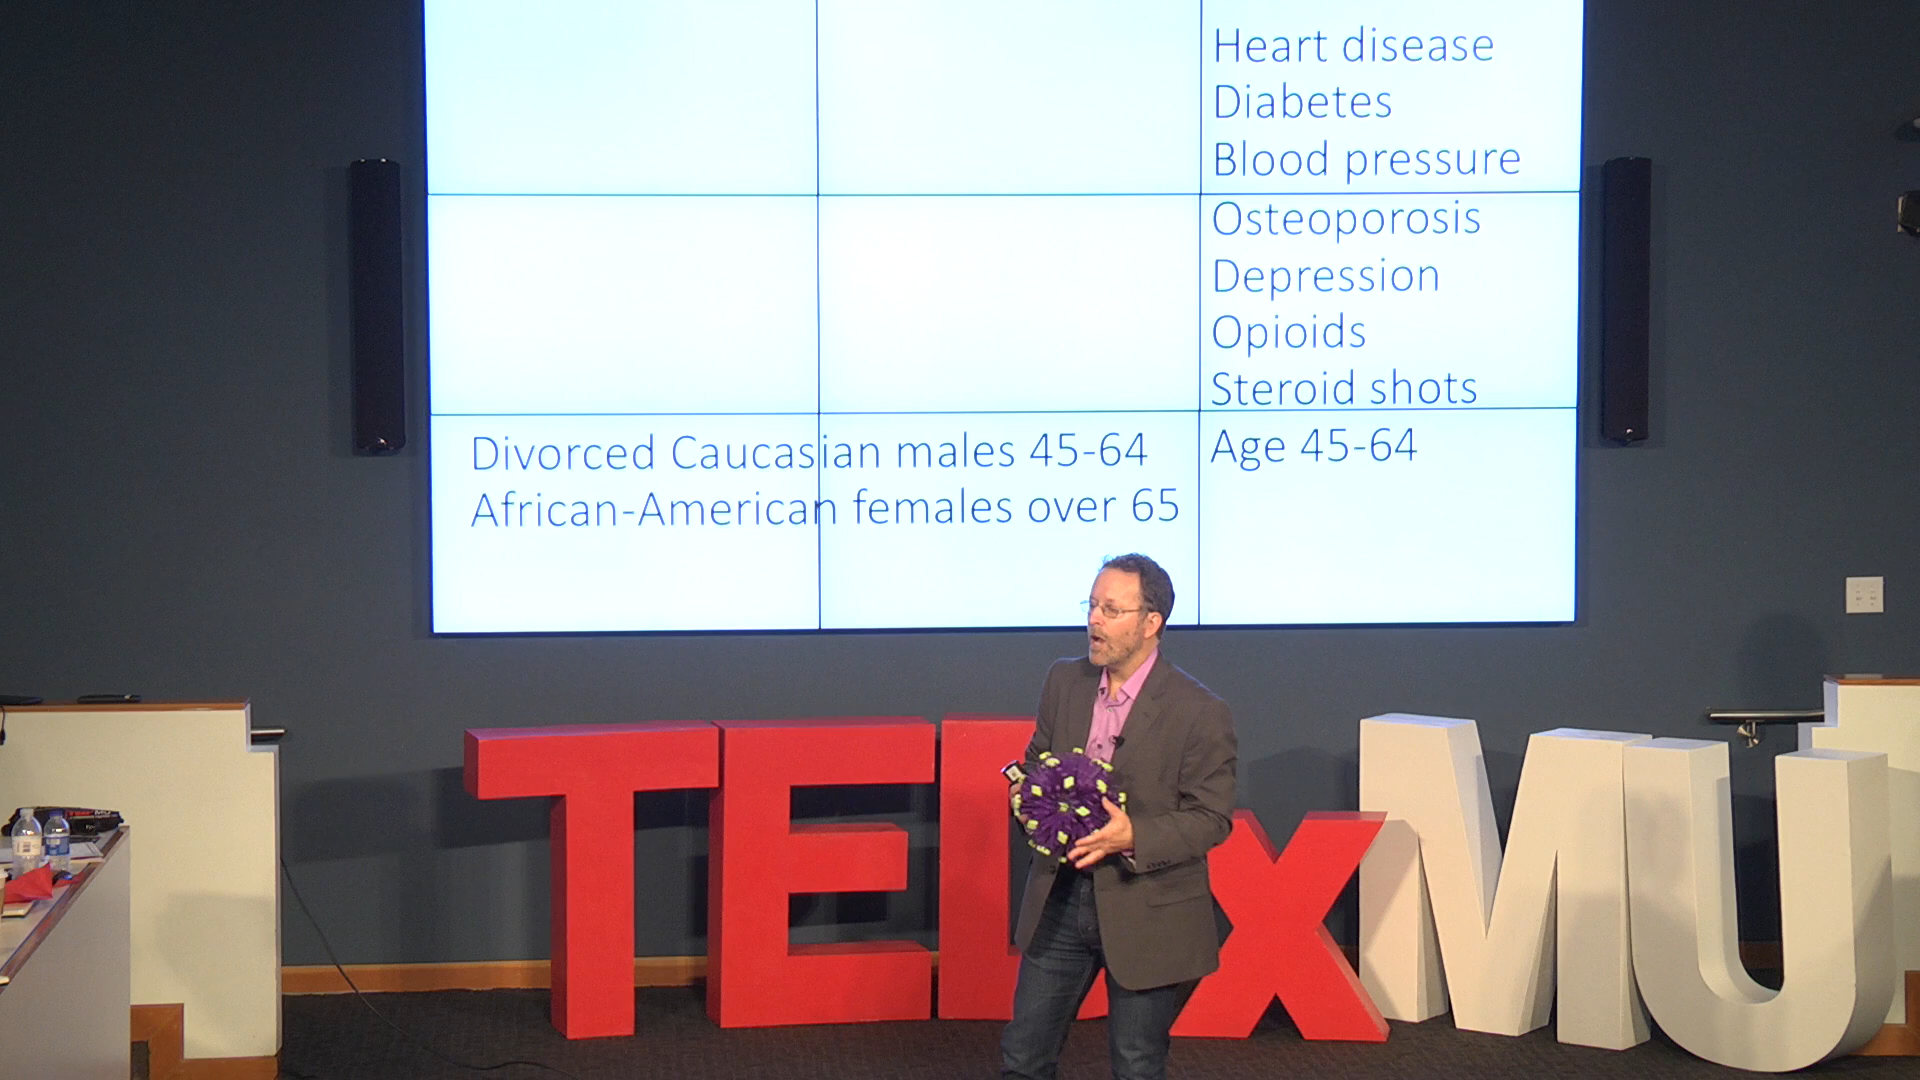 Heart disease
Diabetes
Blood pressure
Osteoporosis
Depression
Opioids
Steroid shots
Divorced Caucasian males 45-64
Age 45-64
African-American females over 65
TEDxMU